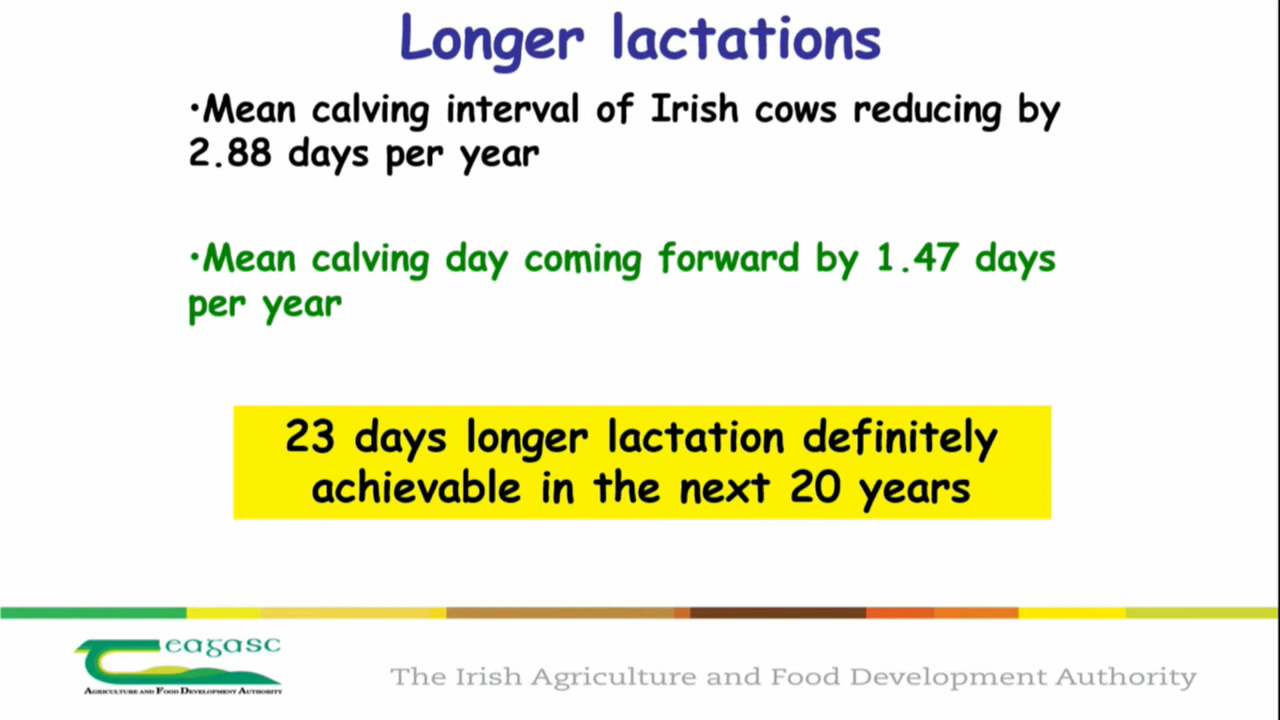 Longer lactations
•Mean calving interval of Irish cows reducing by
2.88 days per year
•Mean calving day coming forward by 1.47 days
per year
23 days longer lactation definitely
achievable in the next 20 years
eagasc
Agriculture and Food Development Authority
The Irish Agriculture and Food Development Authority